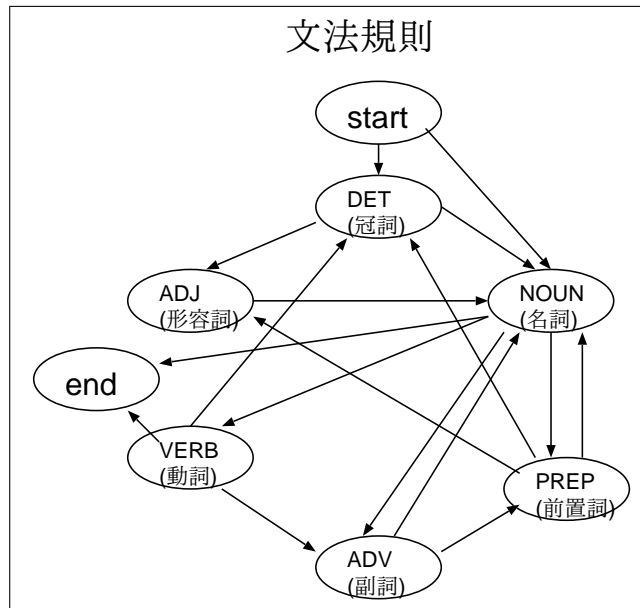 文法規則
start
DET
(冠詞)
ADJ
(形容詞)
NOUN
(名詞)
end
VERB
(動詞)
PREP
(前置詞)
ADV
(副詞)